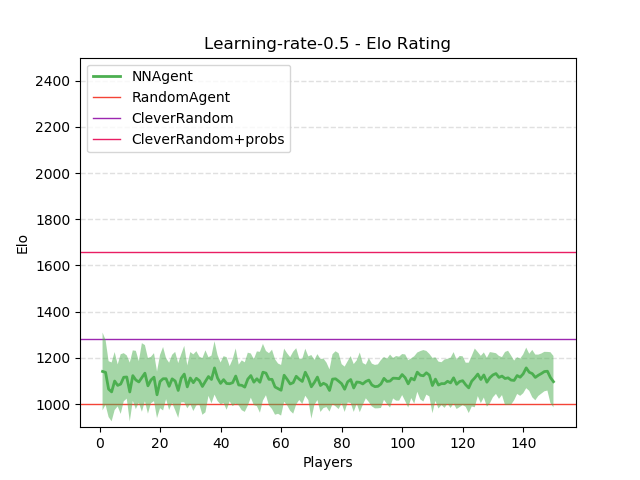 Learning-rate-0.5 - Elo Rating
NNAgent
RandomAgent
CleverRandom
CleverRandom+probs
Elo
2400
2200
2000
1800
1600
1400
1200
1000
0 20 40 60 80 100 120 140
Players